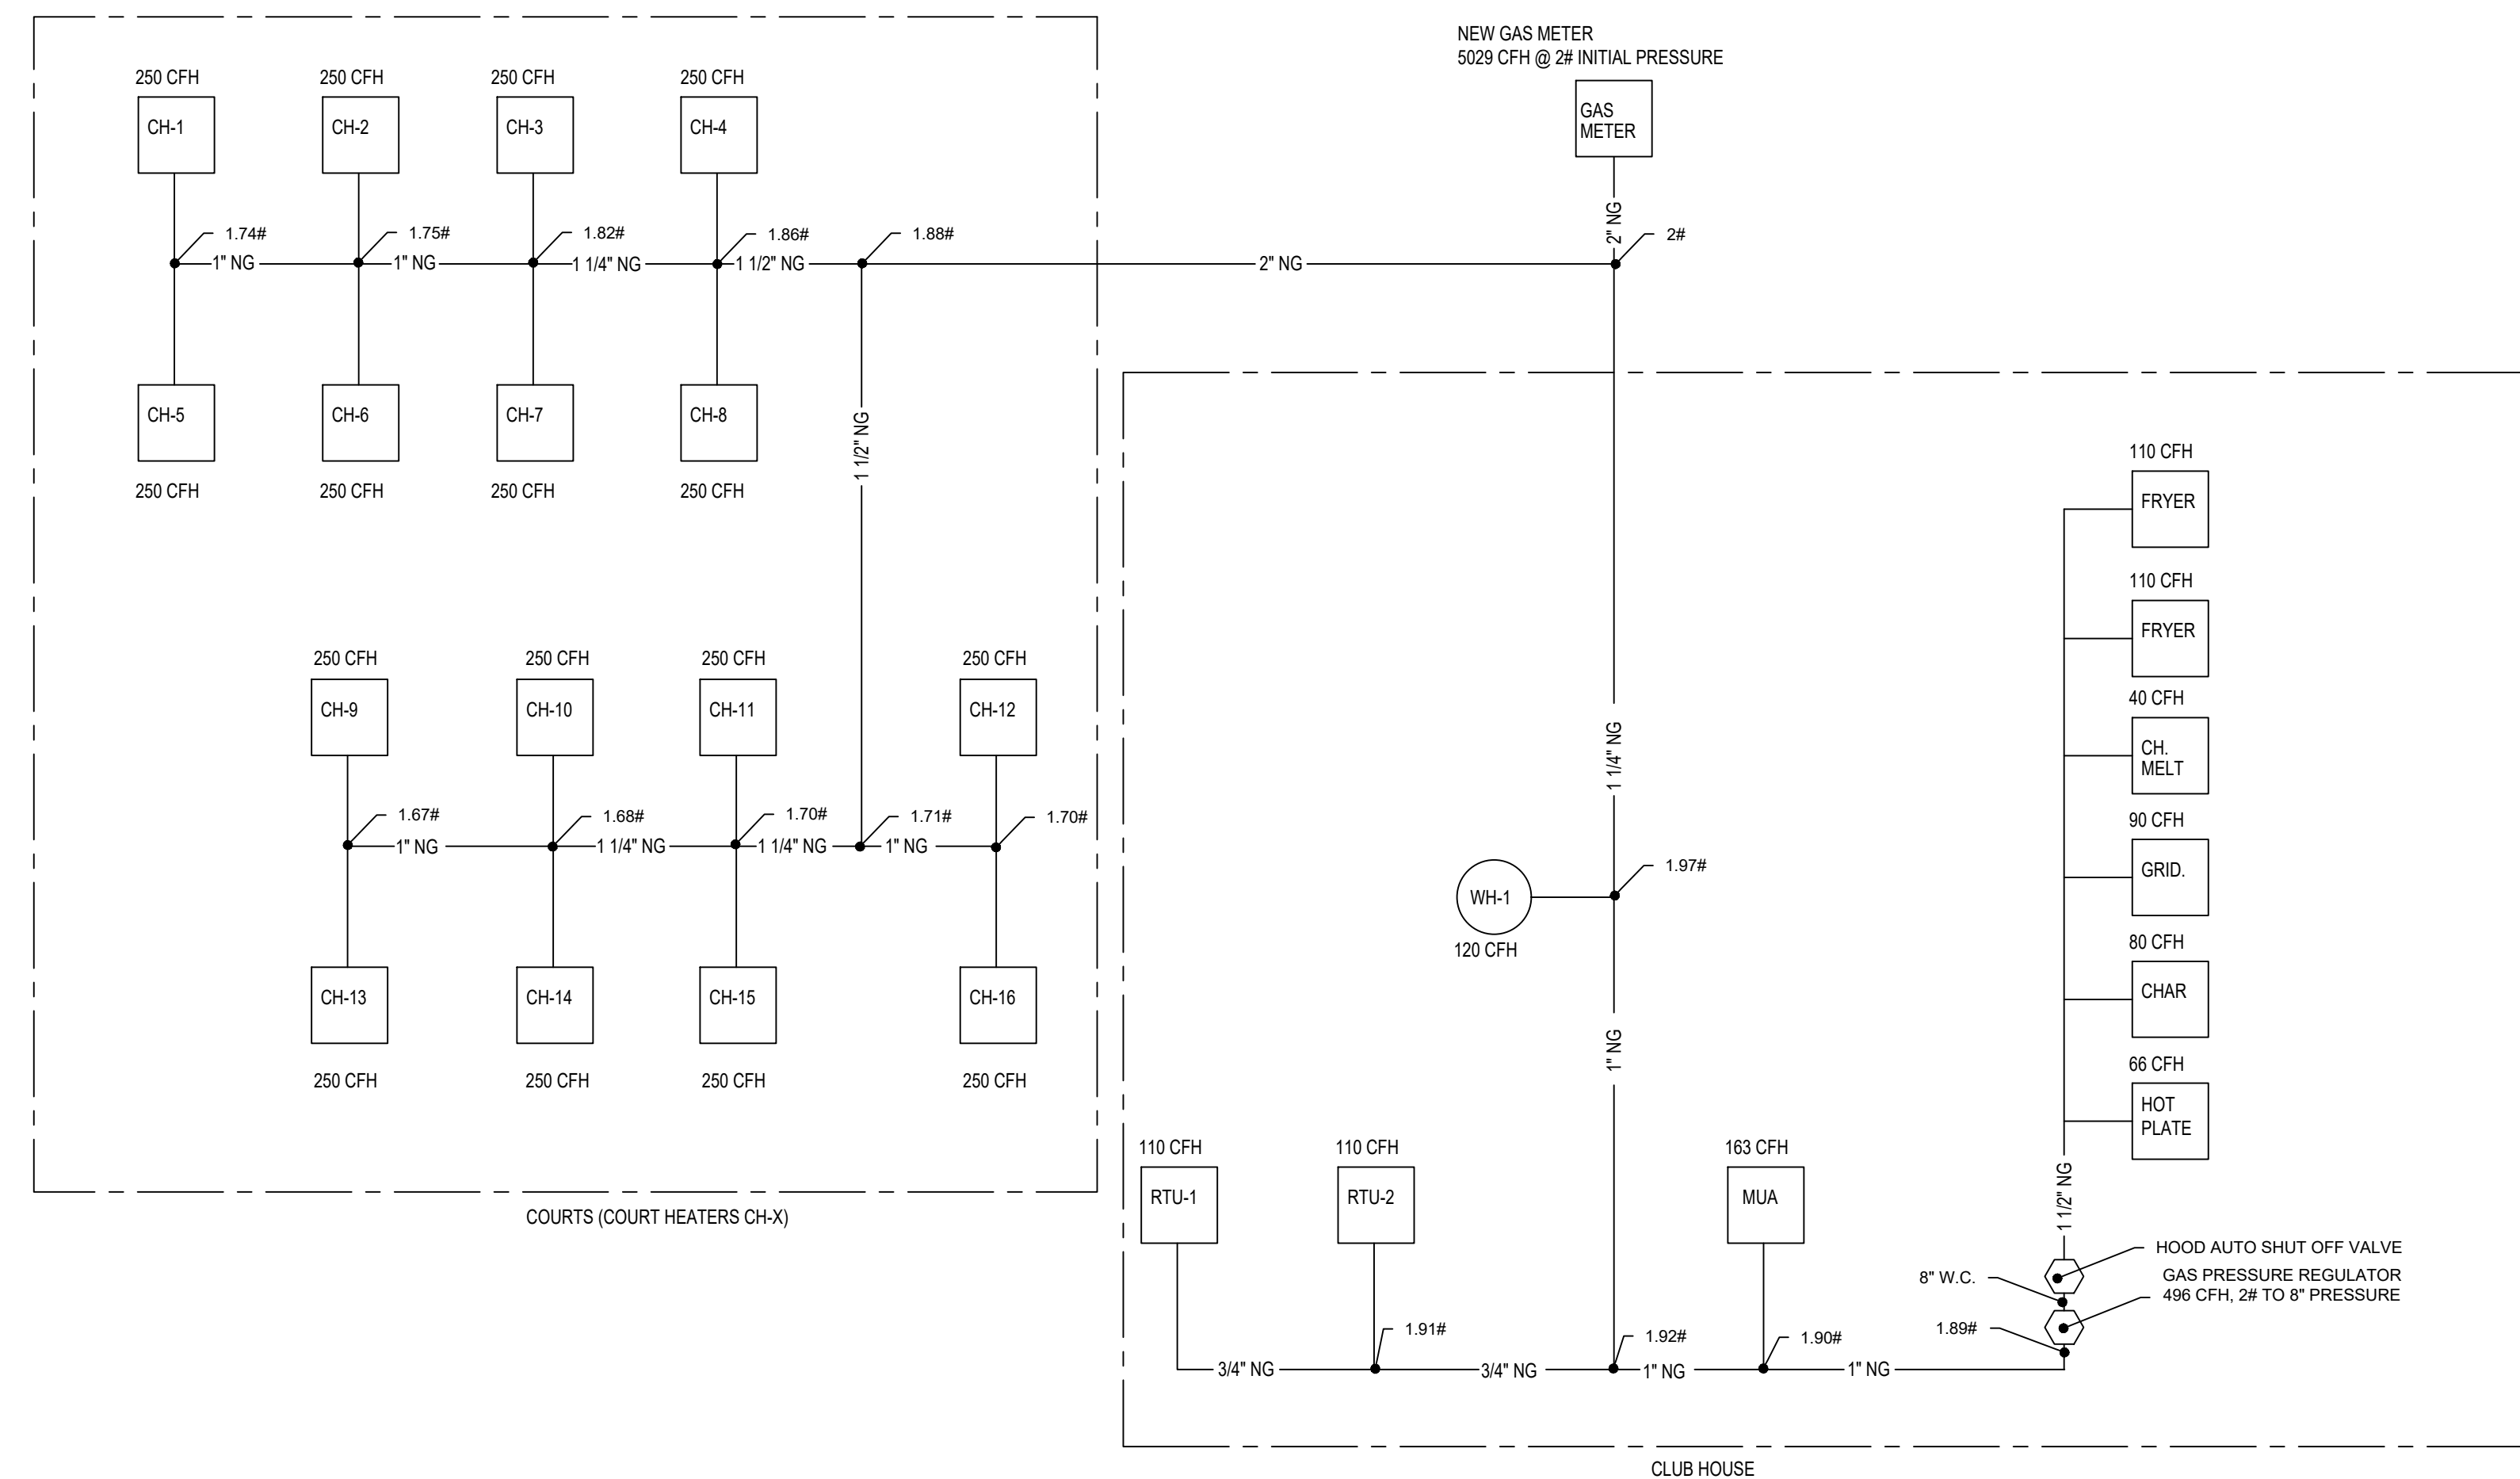 NEW GAS METER
5029 CFH @ 2# INITIAL PRESSURE
GAS
METER
2" NG
2#
250 CFH
250 CFH
250 CFH
250 CFH
CH-1
CH-2
CH-3
CH-4
1.74#
1.75#
1.82#
1.86#
1.88#
1" NG
1" NG
1 1/4" NG
1 1/2" NG
2" NG
CH-5
CH-6
CH-7
CH-8
250 CFH
250 CFH
250 CFH
250 CFH
1 1/2" NG
250 CFH
250 CFH
250 CFH
250 CFH
CH-9
CH-10
CH-11
CH-12
1.67#
1.68#
1.70#
1.71#
1.70#
1" NG
1 1/4" NG
1 1/4" NG
1" NG
CH-13
CH-14
CH-15
CH-16
250 CFH
250 CFH
250 CFH
250 CFH
COURTS (COURT HEATERS CH-X)
1 1/4" NG
1.97#
WH-1
120 CFH
1" NG
110 CFH
FRYER
110 CFH
FRYER
40 CFH
CH.
MELT
90 CFH
GRID.
80 CFH
CHAR
66 CFH
HOT
PLATE
1 1/2" NG
110 CFH
110 CFH
163 CFH
RTU-1
RTU-2
MUA
HOOD AUTO SHUT OFF VALVE
8" W.C.
GAS PRESSURE REGULATOR
496 CFH, 2# TO 8" PRESSURE
1.91#
1.92#
1.90#
1.89#
3/4" NG
3/4" NG
1" NG
1" NG
CLUB HOUSE